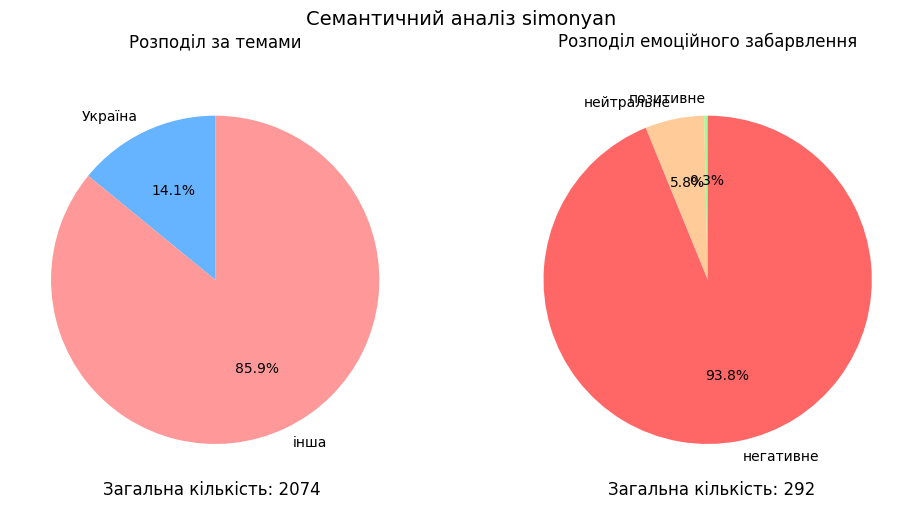 Семантичний аналіз simonyan
Розподіл за темами
Україна
14.1%
85.9%
інша
Загальна кількість: 2074
Розподіл емоційного забарвлення
позитивне
нейтральне
5.8%
0.3%
93.8%
негативне
Загальна кількість: 292